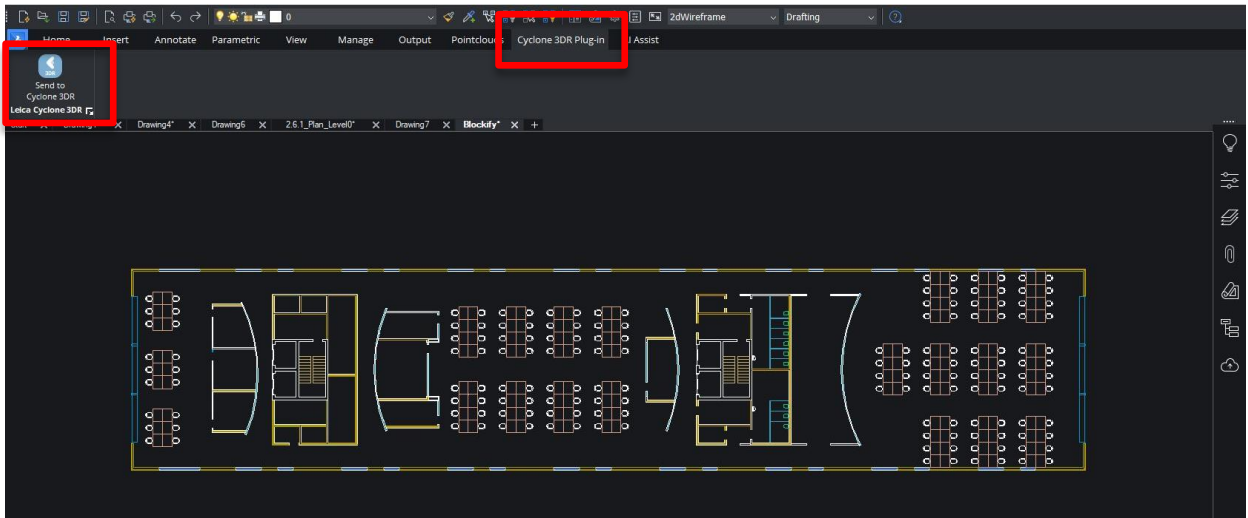 0
2dWireframe
Drafting
Home Insert Annotate Parametric View Manage Output Pointclouds Cyclone 3DR Plug-in Assist
3DR
Send to
Cyclone 3DR
Leica Cyclone 3DR
Drawing4* Drawing6 2.6.1_Plan_Level0* Drawing7 Blockify* +